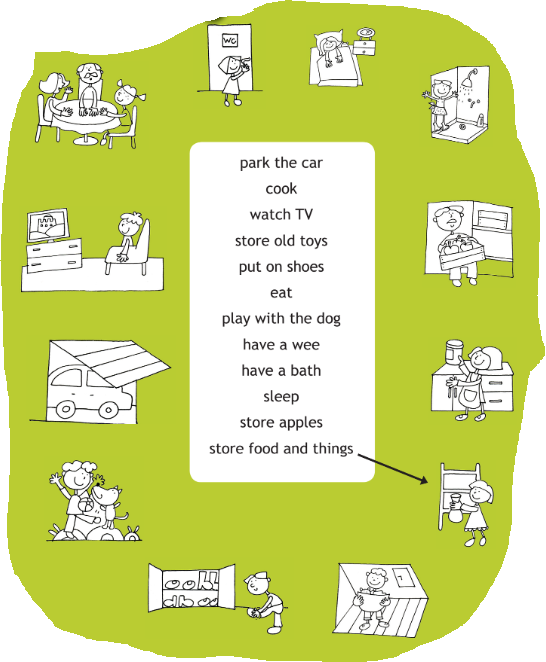 WC
park the car
cook
watch TV
store old toys
put on shoes
eat
play with the dog
have a wee
have a bath
sleep
store apples
store food and things